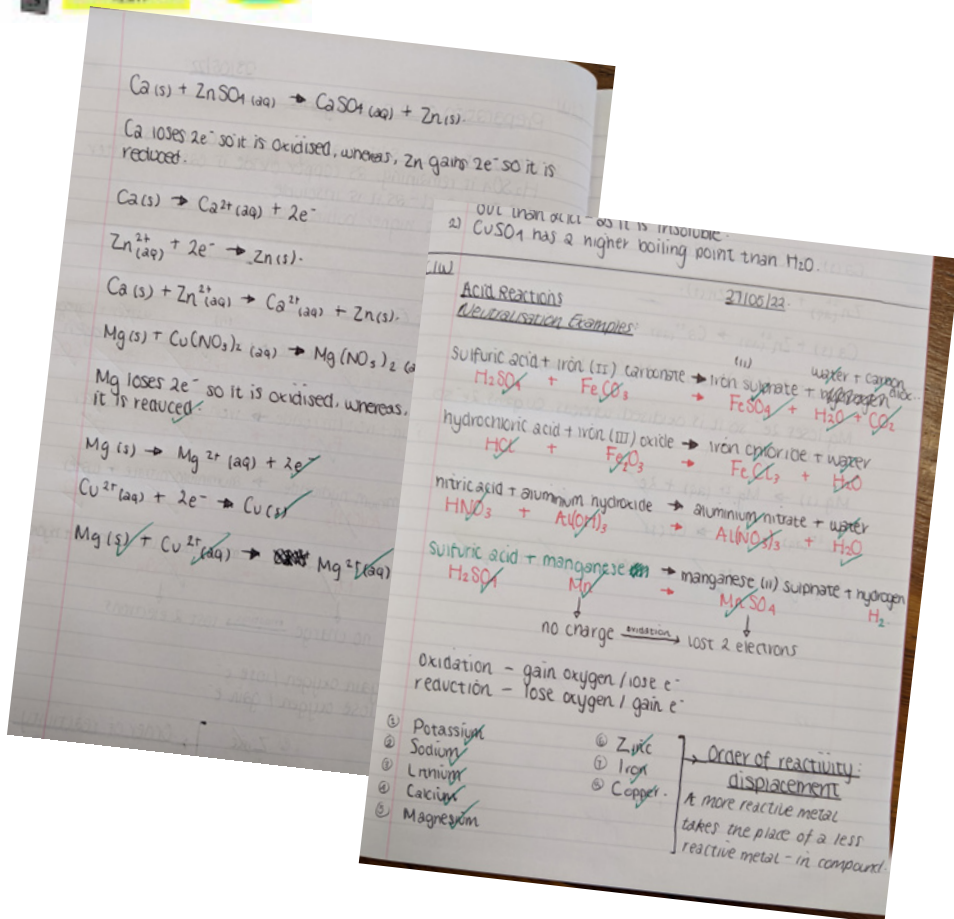 Ca (s) + ZnSO4 (aq) → CaSO4 (aq) + Zn (s).
Ca loses 2e⁻ so it is oxidised, whereas, Zn gains 2e⁻ so it is
reduced.
Ca (s) → Ca²⁺ (aq) + 2e⁻
Zn²⁺ (aq) + 2e⁻ → Zn (s).
Ca (s) + Zn²⁺ (aq) → Ca²⁺ (aq) + Zn (s).
Mg (s) + Cu(NO3)2 (aq) → Mg(NO3)2 (a
Mg loses 2e⁻ so it is oxidised, whereas,
it is reduced.
Mg (s) → Mg²⁺ (aq) + 2e⁻
Cu²⁺ (aq) + 2e⁻ → Cu (s)
Mg (s) + Cu²⁺ (aq) → Mg²⁺ (aq)
out than as it is insoluble.
2) CuSO4 has a higher boiling point than H2O.
Acid Reactions 27/05/22.
Neutralisation Examples:
(II) water + carbon
sulfuric acid + iron (II) carbonate → iron sulphate +
H2SO4 + FeCO3 → FeSO4 + H2O + CO2
hydrochloric acid + iron (III) oxide → iron chloride + water
HCl + Fe2O3 → FeCL3 + H2O
nitric acid + aluminium hydroxide → aluminium nitrate + water
HNO3 + Al(OH)3 → Al(NO3)3 + H2O
sulfuric acid + manganese → manganese (II) sulphate + hydrogen
H2SO4 Mn → MnSO4 H2
no charge oxidation → lost 2 electrons
oxidation - gain oxygen / lose e⁻
reduction - lose oxygen / gain e⁻
Potassium
② Sodium
Lithium
④ Calcium
Magnesium
⑥ Zinc
⑦ Iron
⑧ Copper.
→ Order of reactivity:
displacement
A more reactive metal
takes the place of a less
reactive metal - in compound.